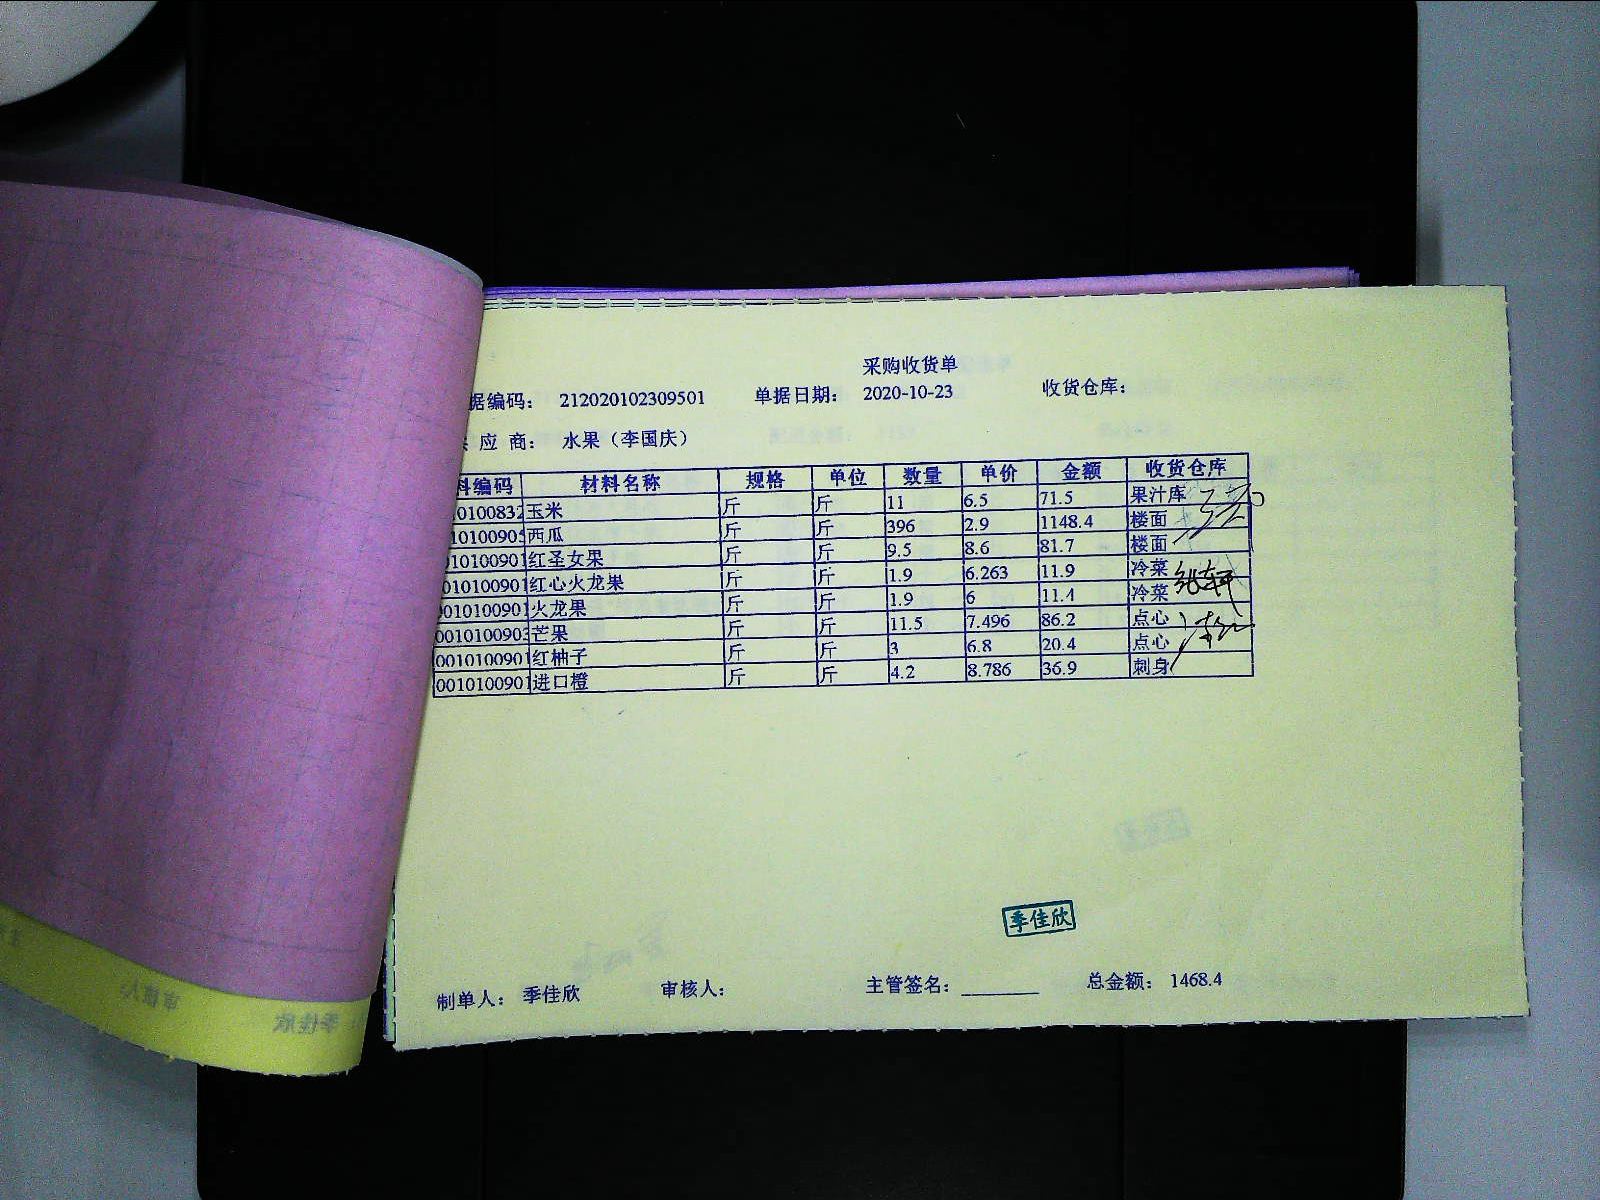 采购收货单
据编码： 212020102309501 单据日期： 2020-10-23 收货仓库：
应 商： 水果（李国庆）
料编码 材料名称 规格 单位 数量 单价 金额 收货仓库
0100832 玉米 斤 斤 11 6.5 71.5 果汁库
10100905 西瓜 斤 斤 396 2.9 1148.4 楼面
010100901 红圣女果 斤 斤 9.5 8.6 81.7 楼面
010100901 红心火龙果 斤 斤 1.9 6.263 11.9 冷菜
0010100901 火龙果 斤 斤 1.9 6 11.4 冷菜
0010100903 芒果 斤 斤 11.5 7.496 86.2 点心
0010100901 红柚子 斤 斤 3 6.8 20.4 点心
0010100901 进口橙 斤 斤 4.2 8.786 36.9 刺身
季佳欣
制单人： 季佳欣 审核人： 主管签名：________ 总金额： 1468.4